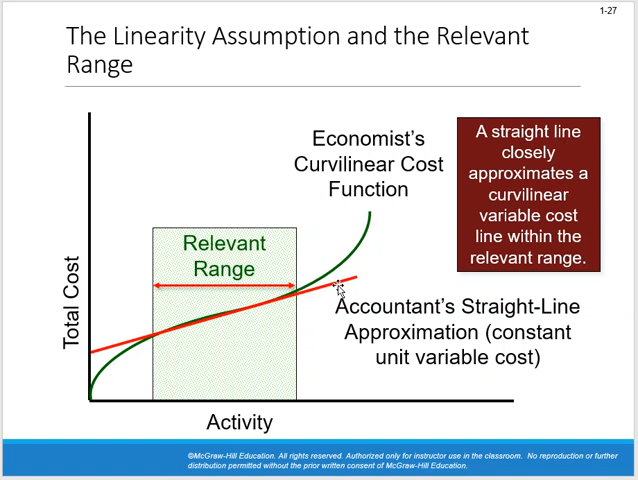 1-27
The Linearity Assumption and the Relevant
Range
Economist’s
Curvilinear Cost
Function
A straight line
closely
approximates a
curvilinear
variable cost
line within the
relevant range.
Relevant
Range
Total Cost
Accountant’s Straight-Line
Approximation (constant
unit variable cost)
Activity
©McGraw-Hill Education. All rights reserved. Authorized only for instructor use in the classroom. No reproduction or further
distribution permitted without the prior written consent of McGraw-Hill Education.